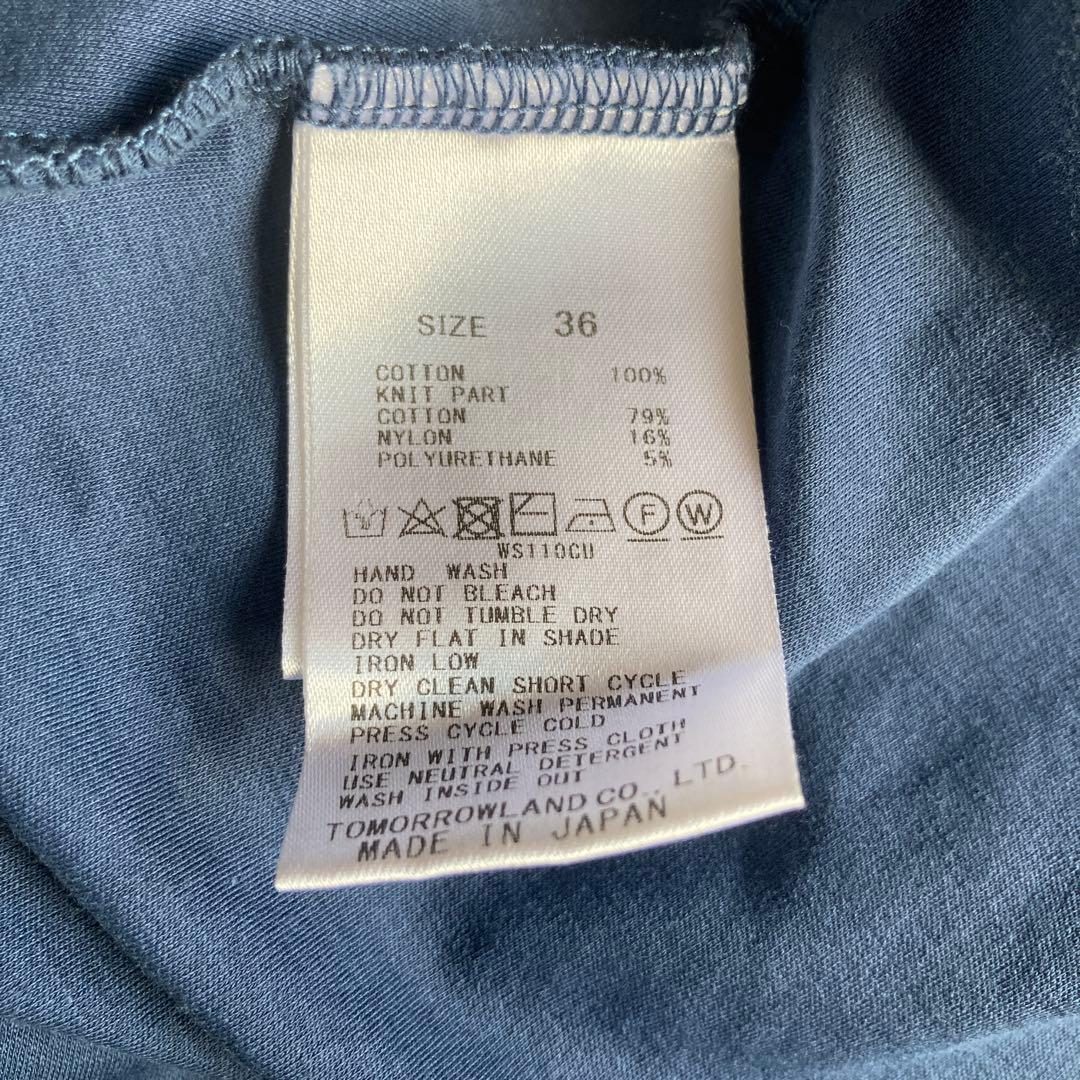 SIZE 36
COTTON 100%
KNIT PART
COTTON 79%
NYLON 16%
POLYURETHANE 5%
F W
WS110CU
HAND WASH
DO NOT BLEACH
DO NOT TUMBLE DRY
DRY FLAT IN SHADE
IRON LOW
DRY CLEAN SHORT CYCLE
MACHINE WASH PERMANENT
PRESS CYCLE COLD
IRON WITH PRESS CLOTH
USE NEUTRAL DETERGENT
WASH INSIDE OUT
TOMORROWLAND CO., LTD.
MADE IN JAPAN